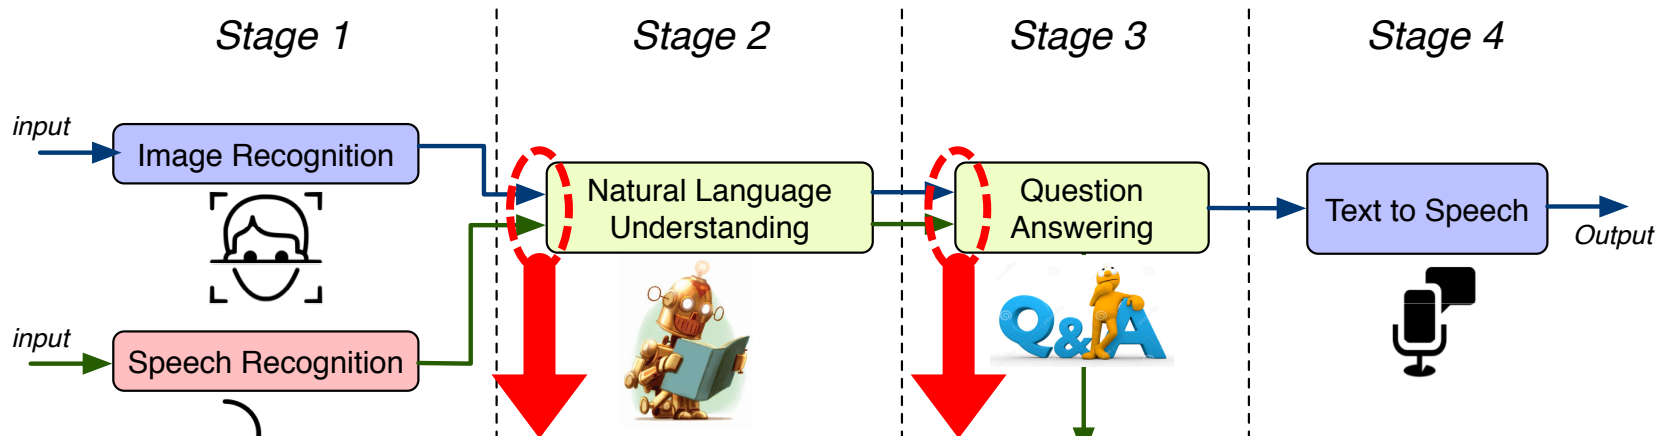 Stage 1
Stage 2
Stage 3
Stage 4
input
Image Recognition
Natural Language
Understanding
Question
Answering
Text to Speech
Output
input
Speech Recognition
Q&A